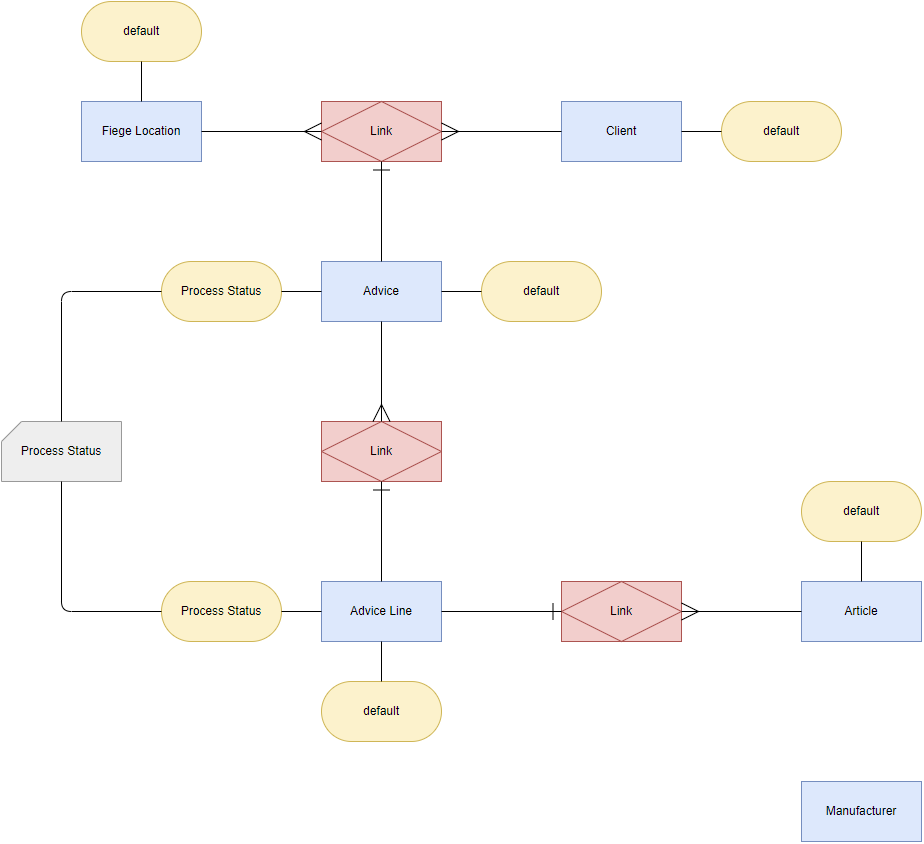 default
Fiege Location
Link
Client
default
Process Status
Advice
default
Process Status
Link
default
Process Status
Advice Line
Link
Article
default
Manufacturer